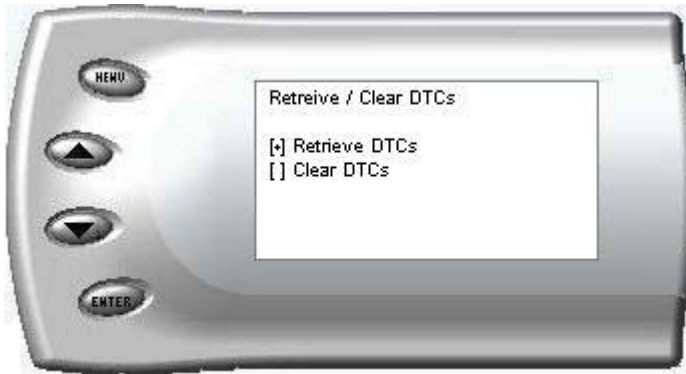 MENU
Retreive / Clear DTCs
[+] Retrieve DTCs
[ ] Clear DTCs
ENTER